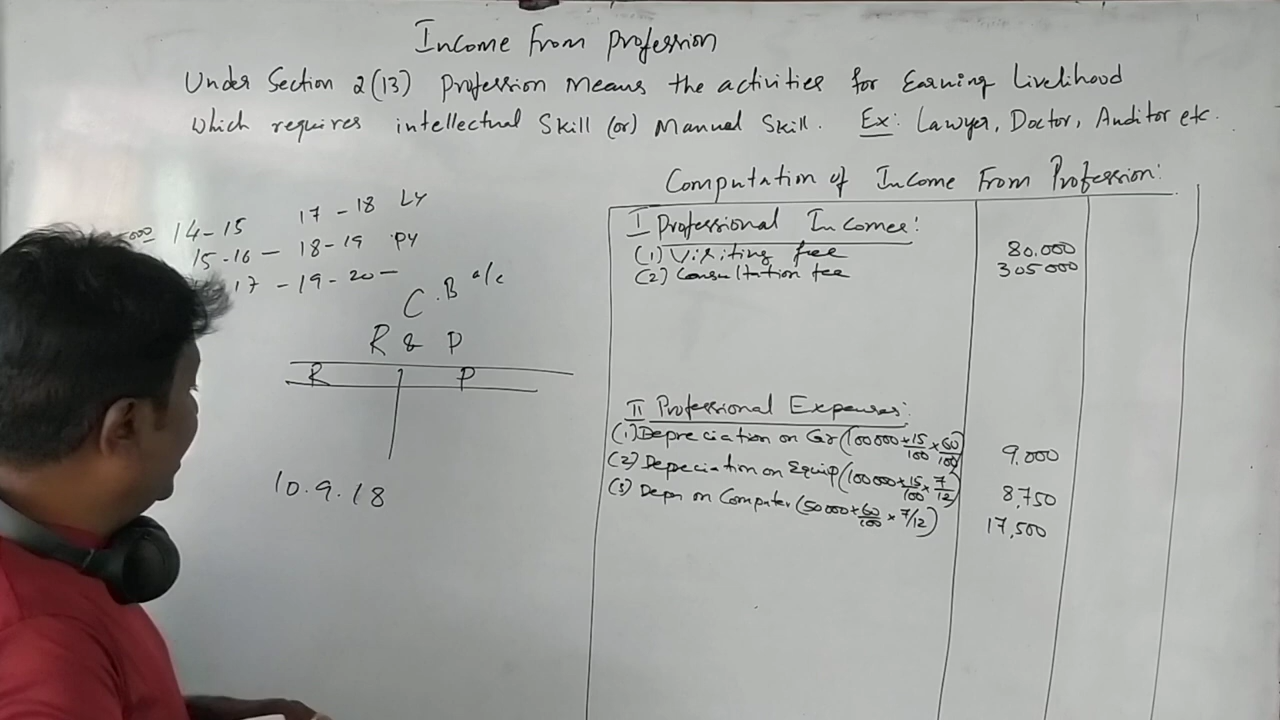 Income From Profession
Under Section 2(13) Profession Means the activities for Earning Livelihood
Which requires intellectual Skill (or) Manual Skill. Ex: Lawyer, Doctor, Auditor etc.
14-15 17-18 LY
15-16 - 18-19 PY
17 - 19-20 -
C.B a/c
R & P
R P
10.9.18
Computation of Income From Profession:
I Professional Incomes:
(1) Visiting fee 80.000
(2) Consultation fee 305000
II Professional Expenses:
(1) Depreciation on Car (100000 × 15/100 × 60/100) 9,000
(2) Depeciation on Equip (100000 × 15/100 × 7/12) 8,750
(3) Depn on Computer (50000 × 60/100 × 7/12) 17,500